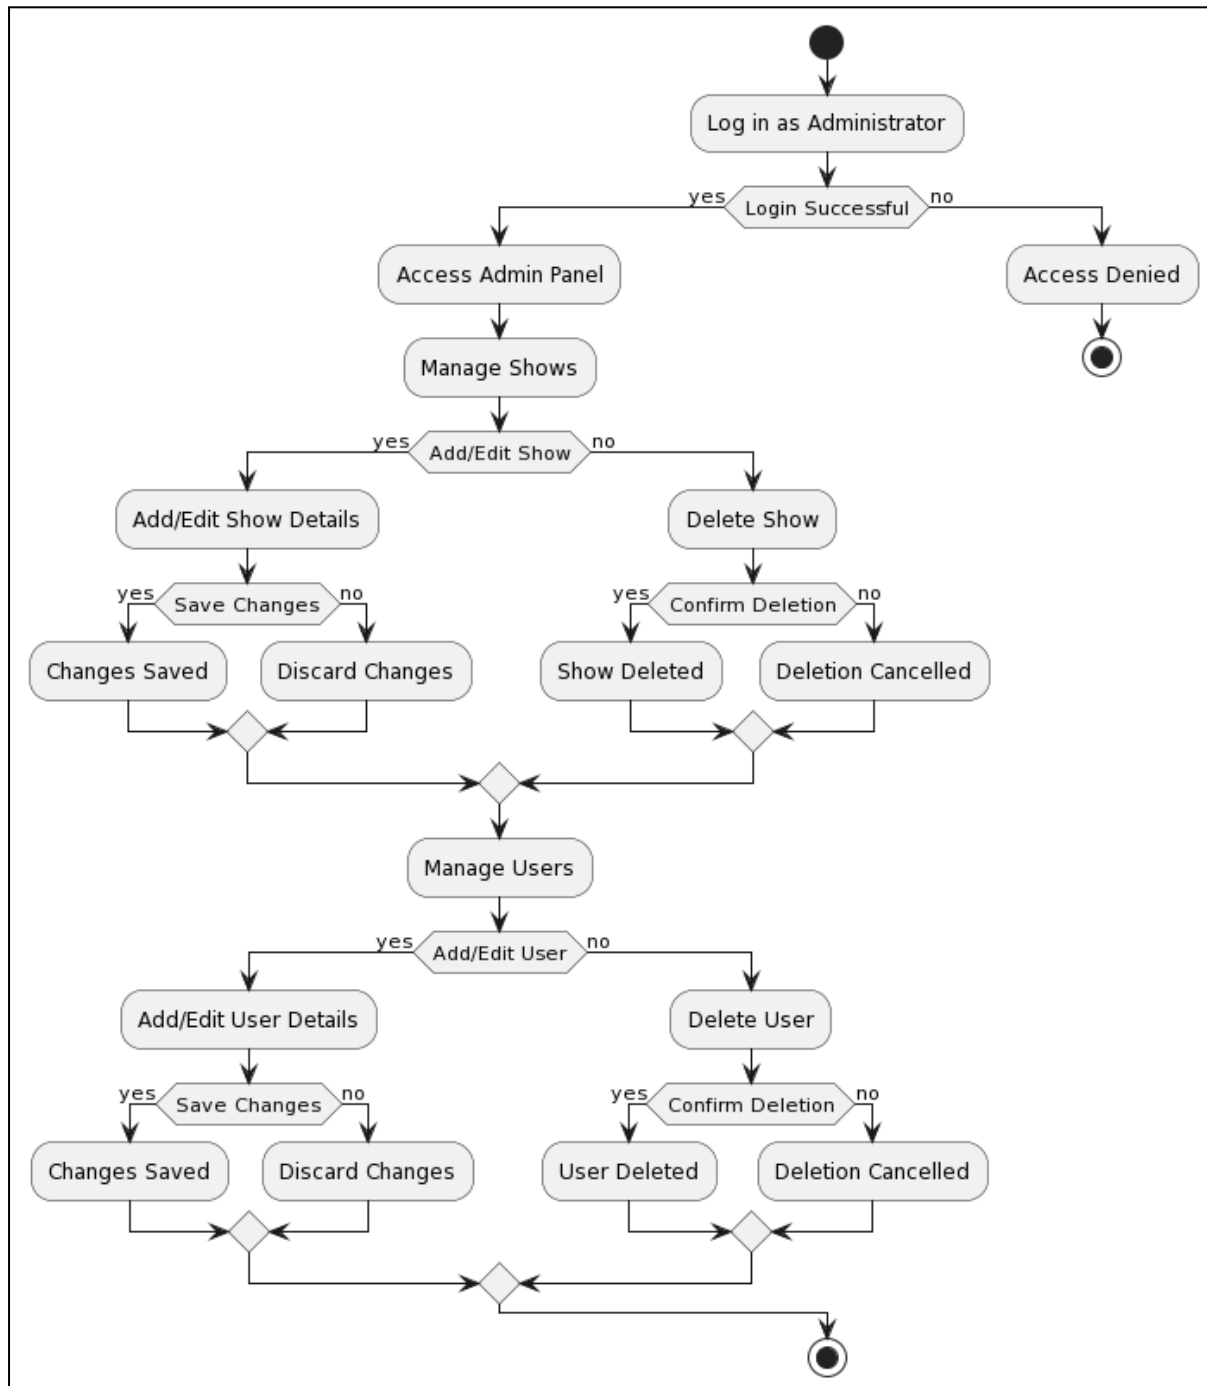 Log in as Administrator
yes
Login Successful
no
Access Admin Panel
Access Denied
Manage Shows
yes
Add/Edit Show
no
Add/Edit Show Details
Delete Show
yes
Save Changes
no
yes
Confirm Deletion
no
Changes Saved
Discard Changes
Show Deleted
Deletion Cancelled
Manage Users
yes
Add/Edit User
no
Add/Edit User Details
Delete User
yes
Save Changes
no
yes
Confirm Deletion
no
Changes Saved
Discard Changes
User Deleted
Deletion Cancelled